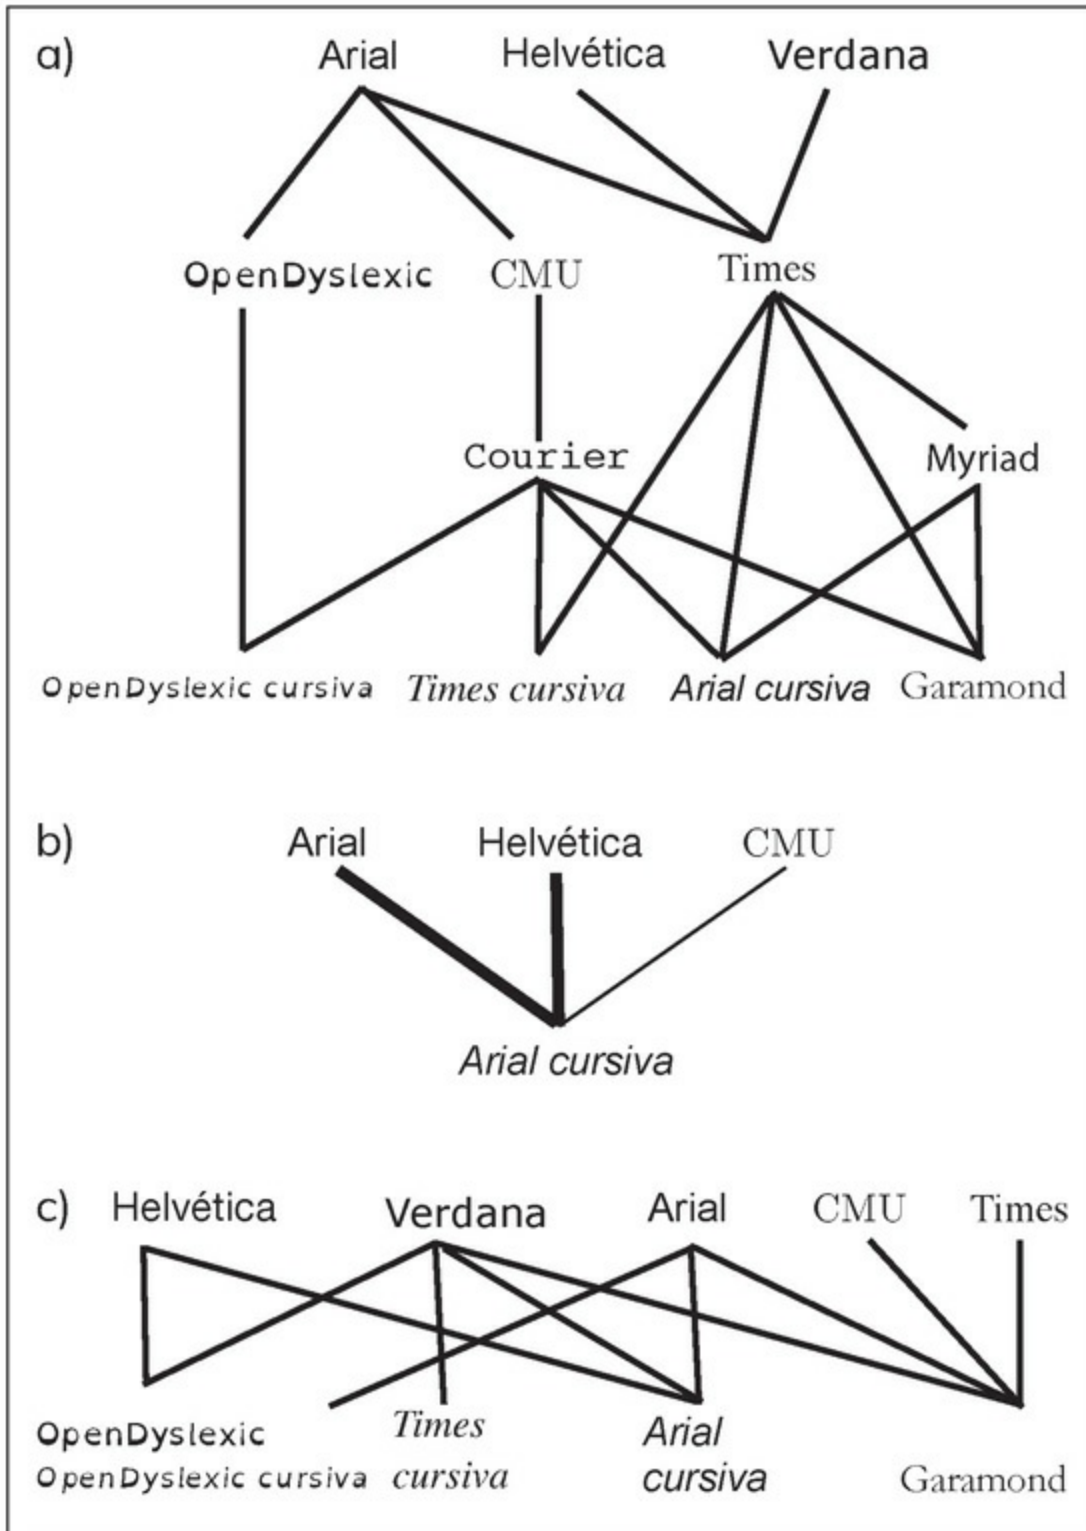 a) Arial Helvética Verdana
OpenDyslexic CMU Times
Courier Myriad
OpenDyslexic cursiva Times cursiva Arial cursiva Garamond
b) Arial Helvética CMU
Arial cursiva
c) Helvética Verdana Arial CMU Times
OpenDyslexic Times Arial
OpenDyslexic cursiva cursiva cursiva Garamond